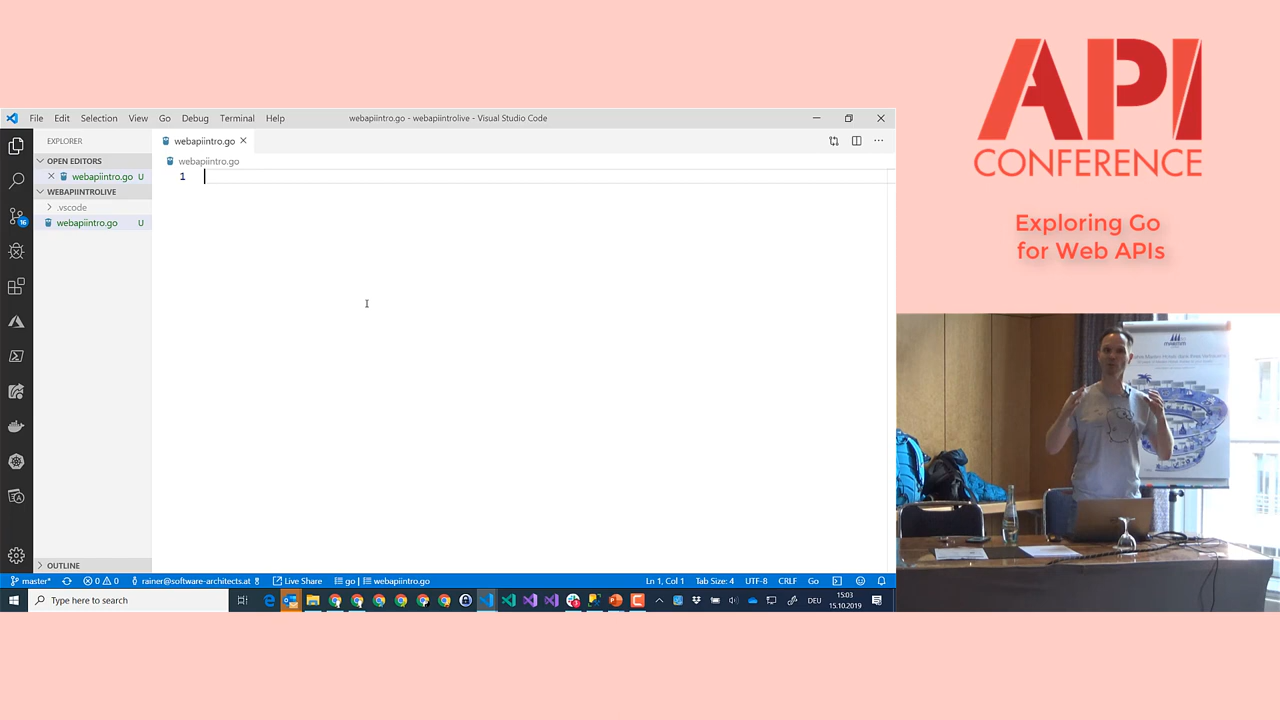 File Edit Selection View Go Debug Terminal Help
webapiintro.go - webapiintrolive - Visual Studio Code
EXPLORER
webapiintro.go
OPEN EDITORS
webapiintro.go U
webapiintro.go
1
WEBAPIINTROLIVE
.vscode
webapiintro.go U
16
OUTLINE
master*
0 0
rainer@software-architects.at
Live Share
go | webapiintro.go
Ln 1, Col 1 Tab Size: 4 UTF-8 CRLF Go
Type here to search
DEU
15:03
15.10.2019
API
CONFERENCE
Exploring Go
for Web APIs